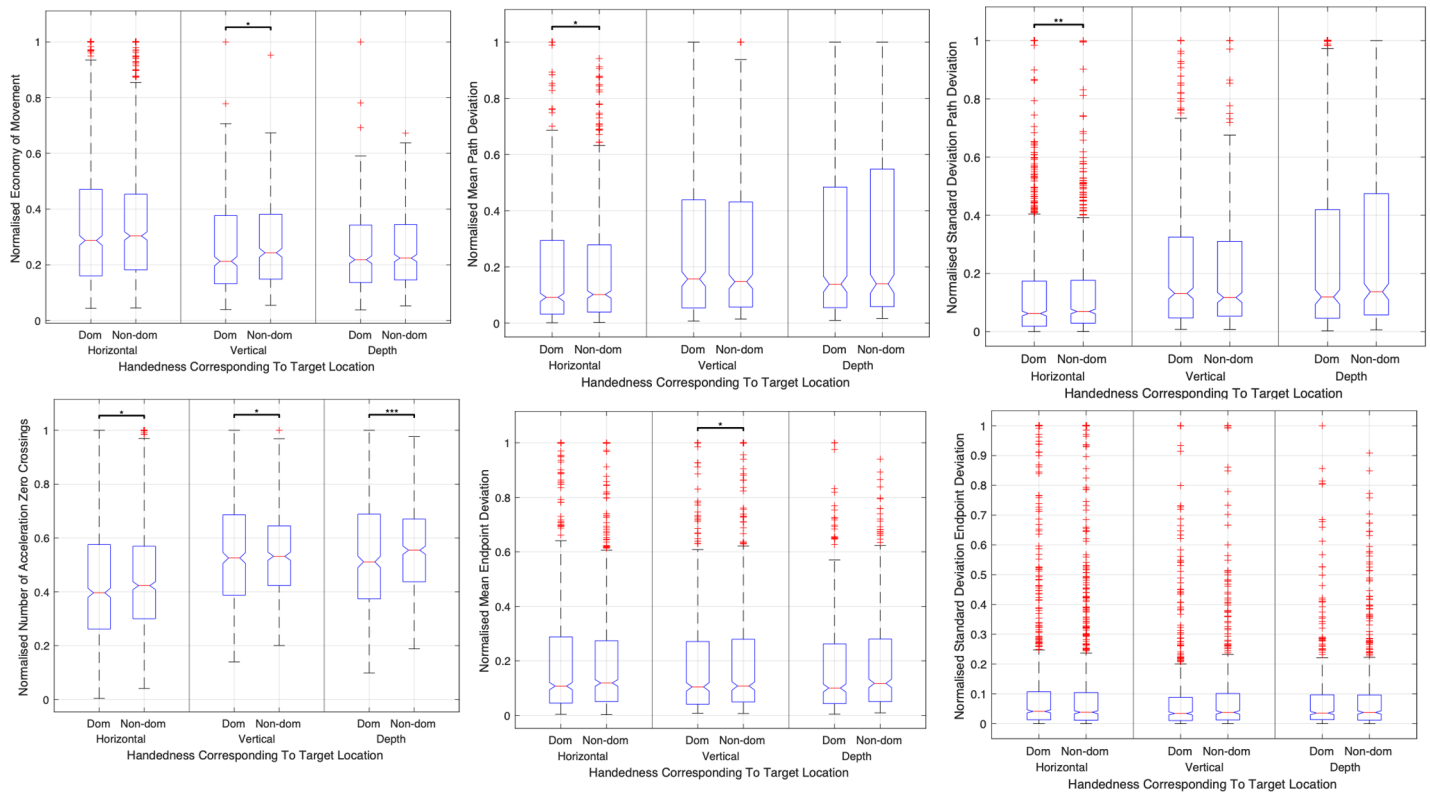 *
1
0.8
0.6
0.4
0.2
0
Normalised Economy of Movement
Dom Non-dom Dom Non-dom Dom Non-dom
Horizontal Vertical Depth
Handedness Corresponding To Target Location
*
1
0.8
0.6
0.4
0.2
0
Normalised Mean Path Deviation
Dom Non-dom Dom Non-dom Dom Non-dom
Horizontal Vertical Depth
Handedness Corresponding To Target Location
**
1
0.8
0.6
0.4
0.2
0
Normalised Standard Deviation Path Deviation
Dom Non-dom Dom Non-dom Dom Non-dom
Horizontal Vertical Depth
Handedness Corresponding To Target Location
* * ***
1
0.8
0.6
0.4
0.2
0
Normalised Number of Acceleration Zero Crossings
Dom Non-dom Dom Non-dom Dom Non-dom
Horizontal Vertical Depth
Handedness Corresponding To Target Location
*
1
0.8
0.6
0.4
0.2
0
Normalised Mean Endpoint Deviation
Dom Non-dom Dom Non-dom Dom Non-dom
Horizontal Vertical Depth
Handedness Corresponding To Target Location
1
0.9
0.8
0.7
0.6
0.5
0.4
0.3
0.2
0.1
0
Normalised Standard Deviation Endpoint Deviation
Dom Non-dom Dom Non-dom Dom Non-dom
Horizontal Vertical Depth
Handedness Corresponding To Target Location